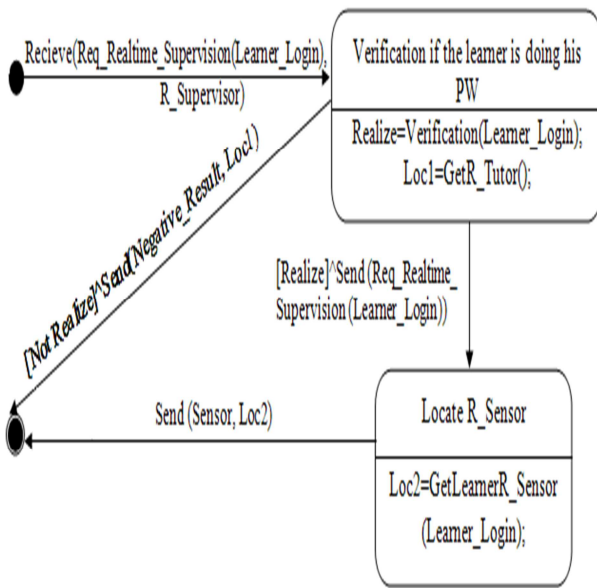 Recieve(Req_Realtime_Supervision(Learner_Login),
R_Supervisor)
Verification if the learner is doing his
PW
Realize=Verification(Learner_Login);
Loc1=GetR_Tutor();
[Not Realize]^Send(Negative_Result, Loc1)
[Realize]^Send(Req_Realtime_
Supervision(Learner_Login))
Send (Sensor, Loc2)
Locate R_Sensor
Loc2=GetLearnerR_Sensor
(Learner_Login);